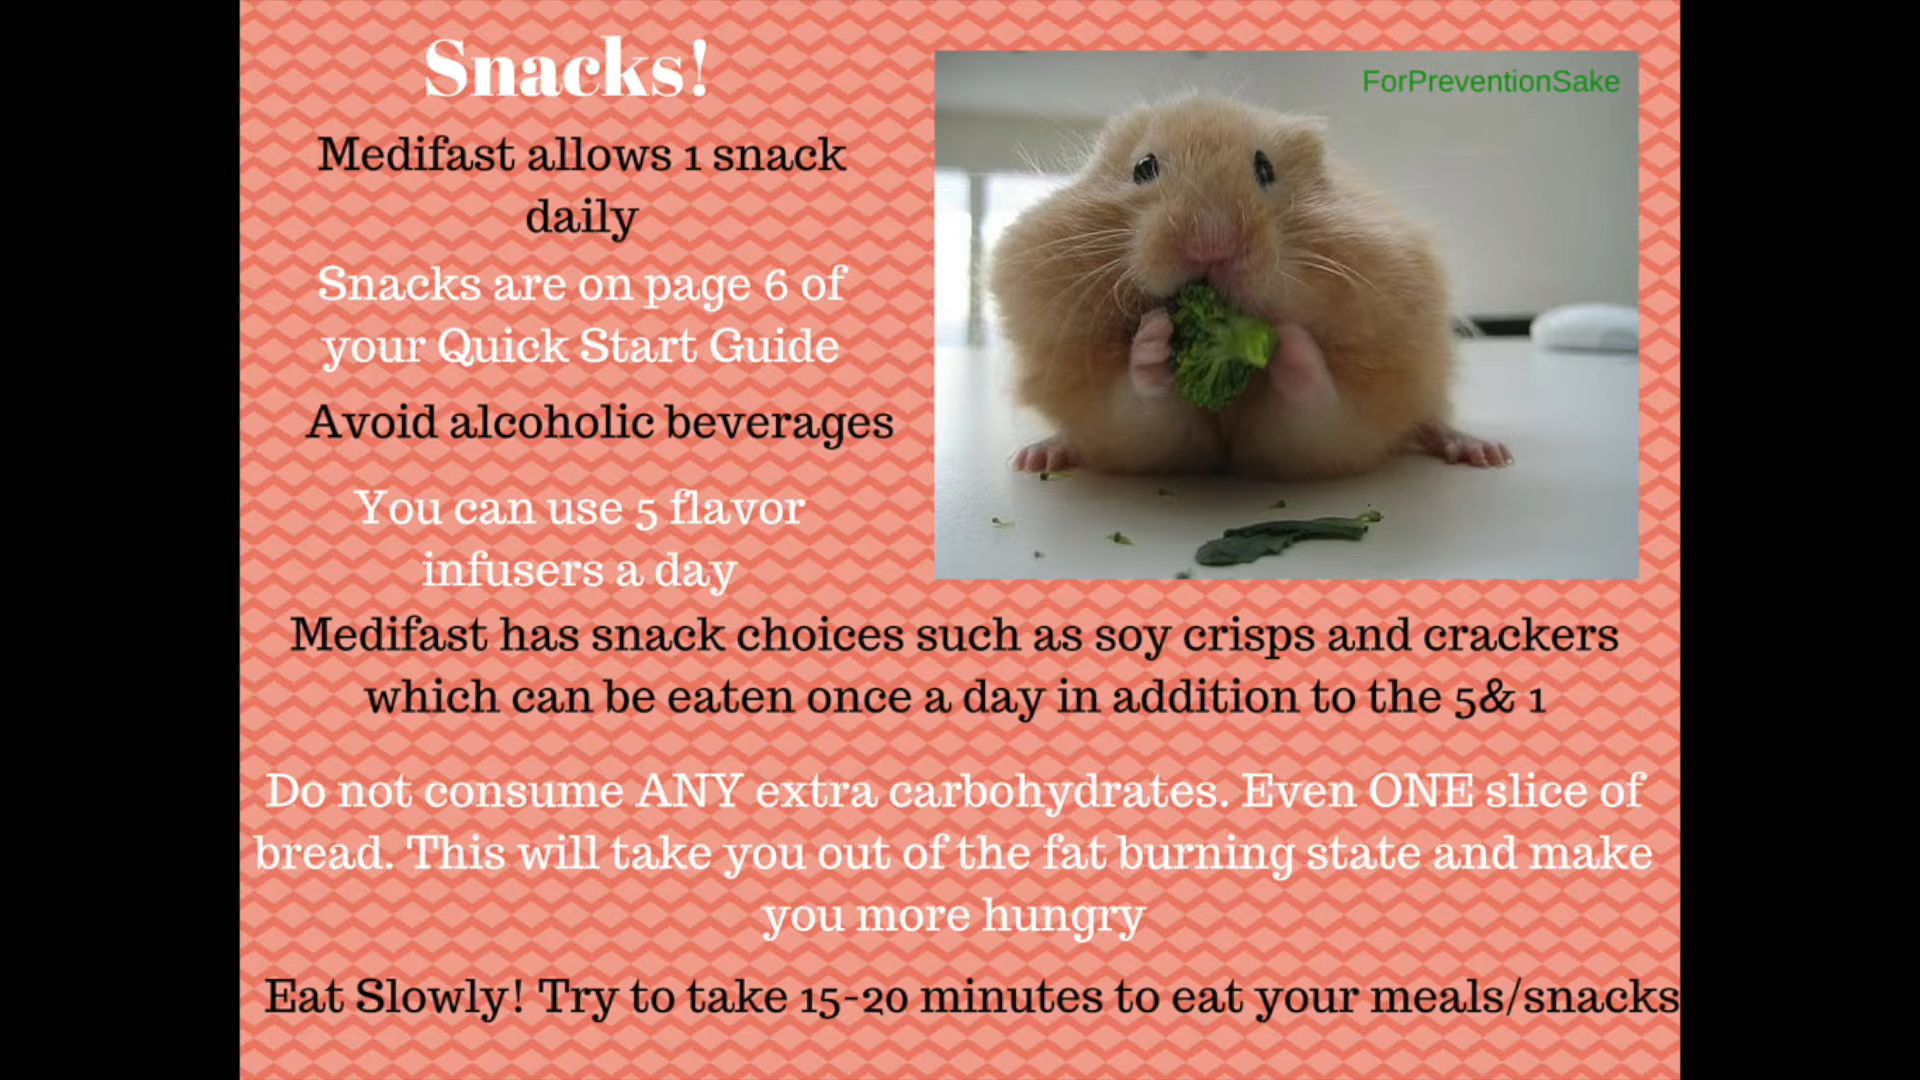 Snacks!
ForPreventionSake
Medifast allows 1 snack
daily
Snacks are on page 6 of
your Quick Start Guide
Avoid alcoholic beverages
You can use 5 flavor
infusers a day
Medifast has snack choices such as soy crisps and crackers
which can be eaten once a day in addition to the 5& 1
Do not consume ANY extra carbohydrates. Even ONE slice of
bread. This will take you out of the fat burning state and make
you more hungry
Eat Slowly! Try to take 15-20 minutes to eat your meals/snacks